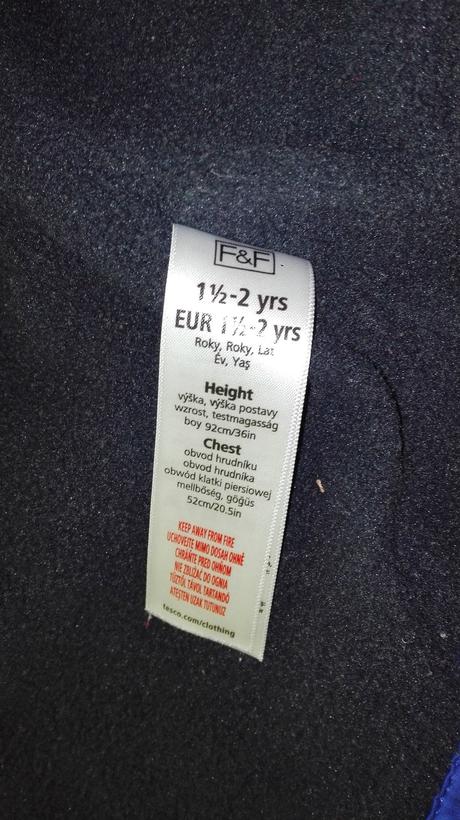 F&F
1½-2 yrs
EUR 1½-2 yrs
Roky, Roky, Lat
Év, Yaş
Height
výška, výška postavy
wzrost, testmagasság
boy 92cm/36in
Chest
obvod hrudníku
obvod hrudníka
obwód klatki piersiowej
mellbőség, göğüs
52cm/20.5in
KEEP AWAY FROM FIRE
UCHOVEJTE MIMO DOSAH OHNĚ
CHRÁŇTE PRED OHŇOM
NIE ZBLIŻAĆ DO OGNIA
TŰZTŐL TÁVOL TARTANDÓ
ATEŞTEN UZAK TUTUNUZ
tesco.com/clothing